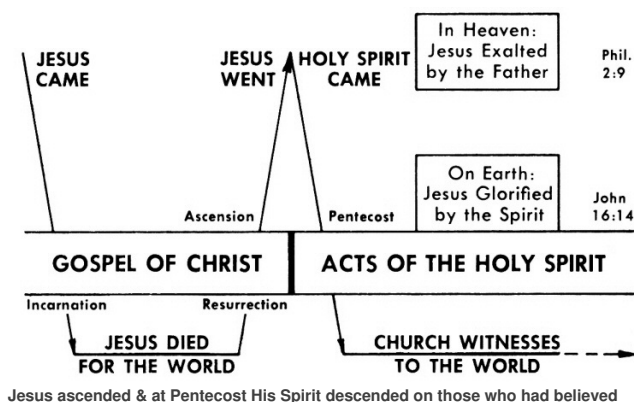 JESUS
CAME
JESUS
WENT
HOLY SPIRIT
CAME
In Heaven:
Jesus Exalted
by the Father
Phil.
2:9
On Earth:
Jesus Glorified
by the Spirit
John
16:14
Ascension
Pentecost
GOSPEL OF CHRIST
ACTS OF THE HOLY SPIRIT
Incarnation
Resurrection
JESUS DIED
FOR THE WORLD
CHURCH WITNESSES
TO THE WORLD
Jesus ascended & at Pentecost His Spirit descended on those who had believed